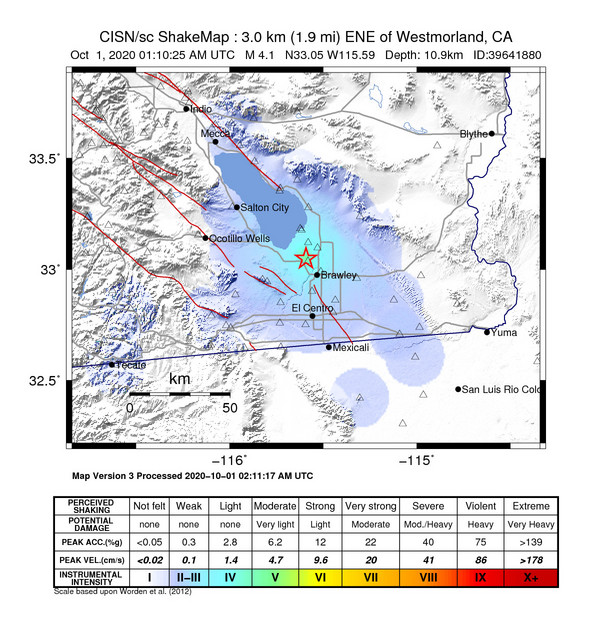 CISN/sc ShakeMap : 3.0 km (1.9 mi) ENE of Westmorland, CA
Oct 1, 2020 01:10:25 AM UTC M 4.1 N33.05 W115.59 Depth: 10.9km ID:39641880
Indio
Mecca
Blythe
33.5°
Salton City
Ocotillo Wells
33°
Brawley
El Centro
Yuma
Mexicali
Tecate
32.5°
San Luis Rio Colo
km
0 50
−116° −115°
Map Version 3 Processed 2020−10−01 02:11:17 AM UTC
PERCEIVED SHAKING Not felt Weak Light Moderate Strong Very strong Severe Violent Extreme
POTENTIAL DAMAGE none none none Very light Light Moderate Mod./Heavy Heavy Very Heavy
PEAK ACC.(%g) <0.05 0.3 2.8 6.2 12 22 40 75 >139
PEAK VEL.(cm/s) <0.02 0.1 1.4 4.7 9.6 20 41 86 >178
INSTRUMENTAL INTENSITY I II−III IV V VI VII VIII IX X+
Scale based upon Worden et al. (2012)